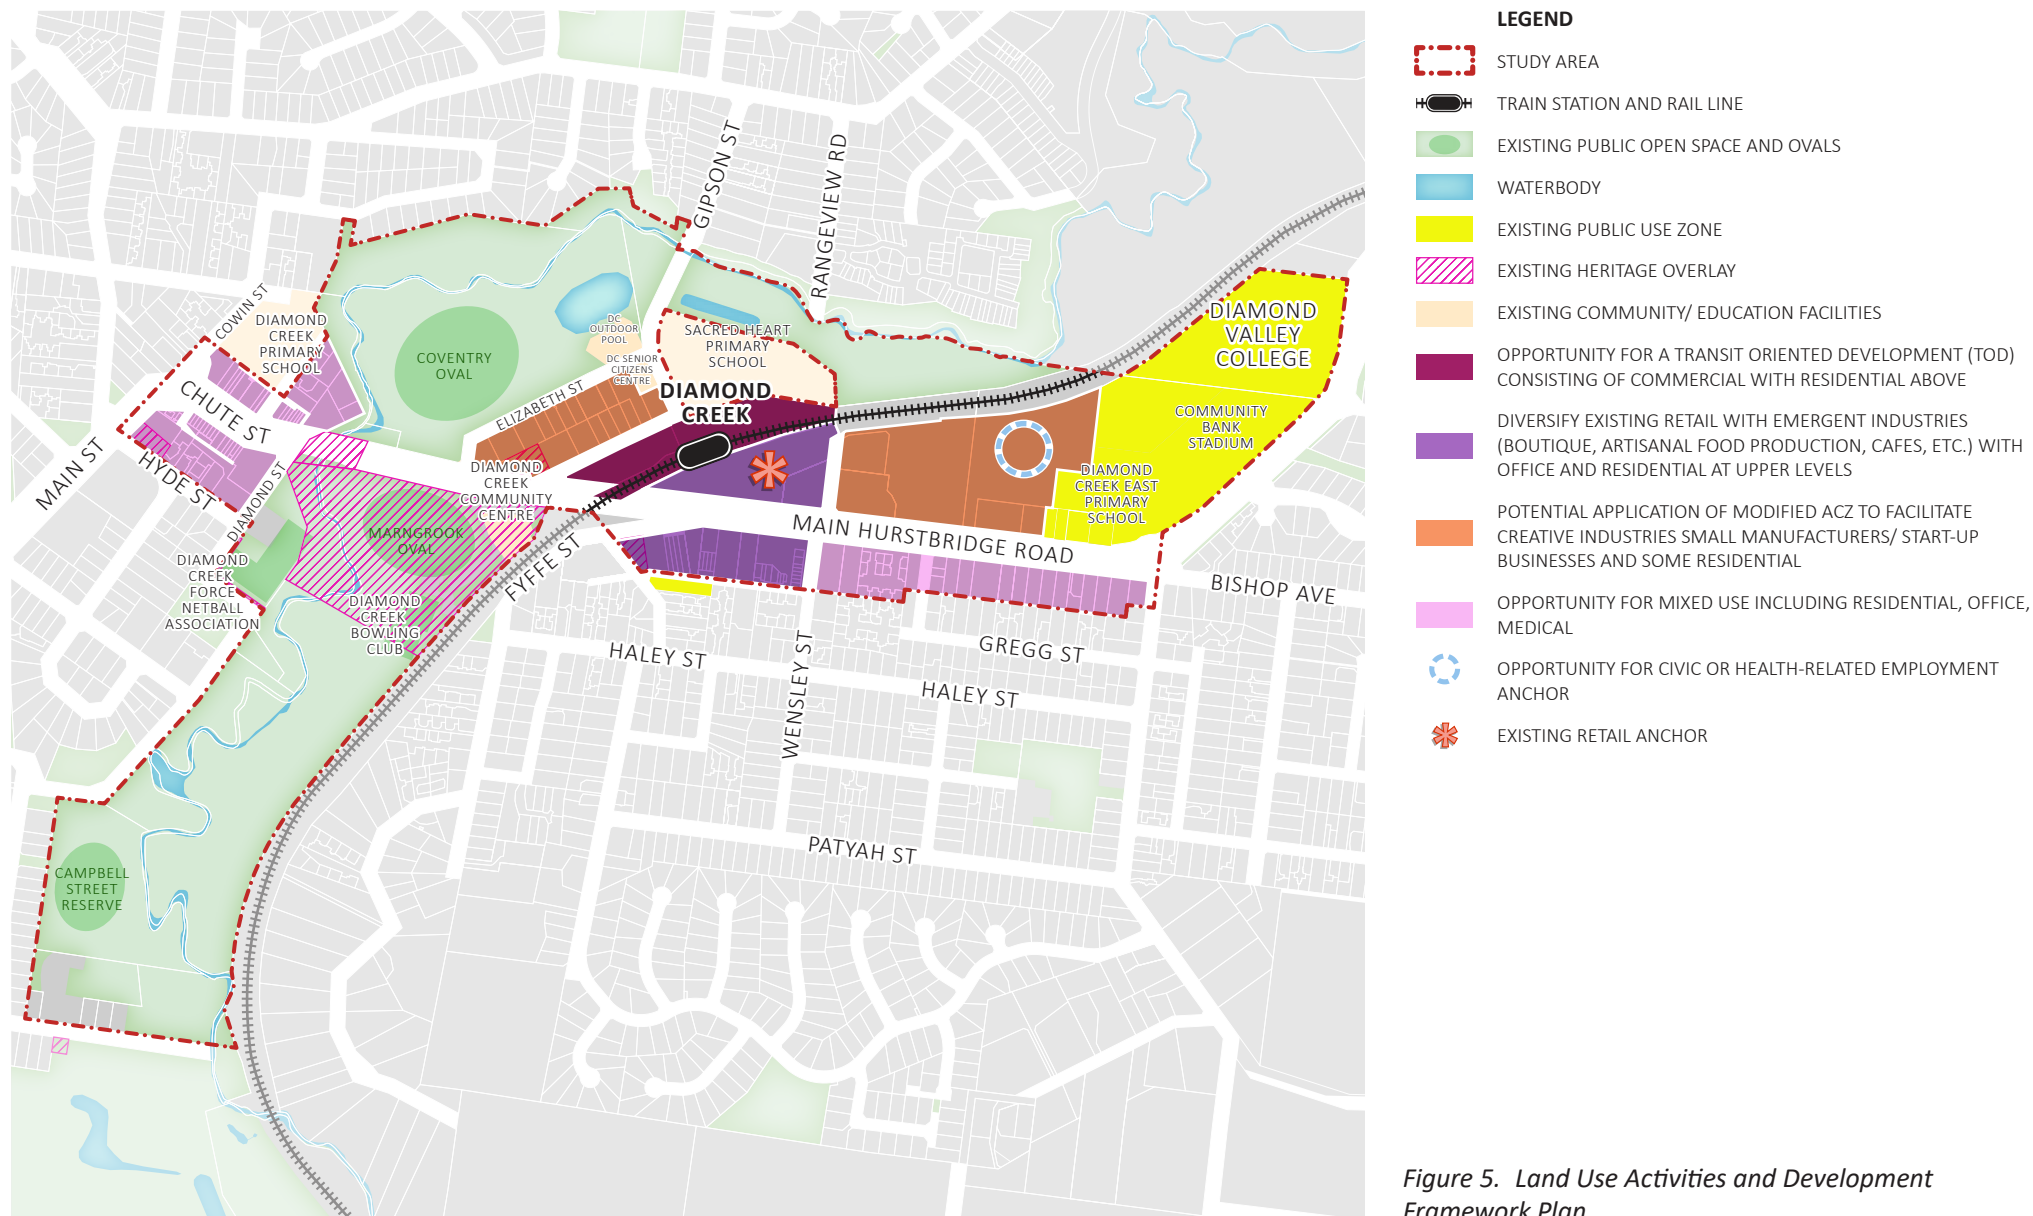 LEGEND
STUDY AREA
TRAIN STATION AND RAIL LINE
EXISTING PUBLIC OPEN SPACE AND OVALS
WATERBODY
EXISTING PUBLIC USE ZONE
EXISTING HERITAGE OVERLAY
EXISTING COMMUNITY/ EDUCATION FACILITIES
OPPORTUNITY FOR A TRANSIT ORIENTED DEVELOPMENT (TOD)
CONSISTING OF COMMERCIAL WITH RESIDENTIAL ABOVE
DIVERSIFY EXISTING RETAIL WITH EMERGENT INDUSTRIES
(BOUTIQUE, ARTISANAL FOOD PRODUCTION, CAFES, ETC.) WITH
OFFICE AND RESIDENTIAL AT UPPER LEVELS
POTENTIAL APPLICATION OF MODIFIED ACZ TO FACILITATE
CREATIVE INDUSTRIES SMALL MANUFACTURERS/ START-UP
BUSINESSES AND SOME RESIDENTIAL
OPPORTUNITY FOR MIXED USE INCLUDING RESIDENTIAL, OFFICE,
MEDICAL
OPPORTUNITY FOR CIVIC OR HEALTH-RELATED EMPLOYMENT
ANCHOR
EXISTING RETAIL ANCHOR
GIPSON ST
RANGEVIEW RD
COWIN ST
DIAMOND
CREEK
PRIMARY
SCHOOL
COVENTRY
OVAL
DC
OUTDOOR
POOL
DC SENIOR
CITIZENS
CENTRE
SACRED HEART
PRIMARY
SCHOOL
DIAMOND
VALLEY
COLLEGE
CHUTE ST
ELIZABETH ST
DIAMOND
CREEK
COMMUNITY
BANK
STADIUM
MAIN ST
HYDE ST
DIAMOND ST
DIAMOND
CREEK
COMMUNITY
CENTRE
DIAMOND
CREEK EAST
PRIMARY
SCHOOL
MARNGROOK
OVAL
MAIN HURSTBRIDGE ROAD
FYFFE ST
DIAMOND
CREEK
FORCE
NETBALL
ASSOCIATION
DIAMOND
CREEK
BOWLING
CLUB
BISHOP AVE
HALEY ST
WENSLEY ST
GREGG ST
HALEY ST
PATYAH ST
CAMPBELL
STREET
RESERVE
Figure 5. Land Use Activities and Development
Framework Plan